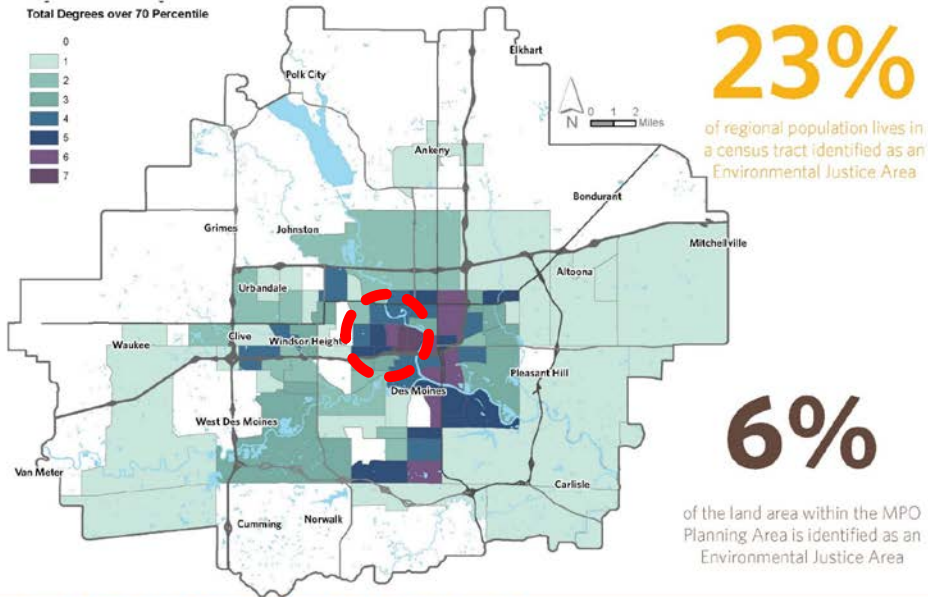 Total Degrees over 70 Percentile
0
1
2
3
4
5
6
7
Elkhart
Polk City
N
0 1 2
Miles
Ankeny
Bondurant
Grimes
Johnston
Mitchellville
Altoona
Urbandale
Waukee
Clive
Windsor Height
Pleasant Hill
Des Moines
West Des Moines
Van Meter
Carlisle
Cumming
Norwalk
23%
of regional population lives in
a census tract identified as an
Environmental Justice Area
6%
of the land area within the MPO
Planning Area is identified as an
Environmental Justice Area